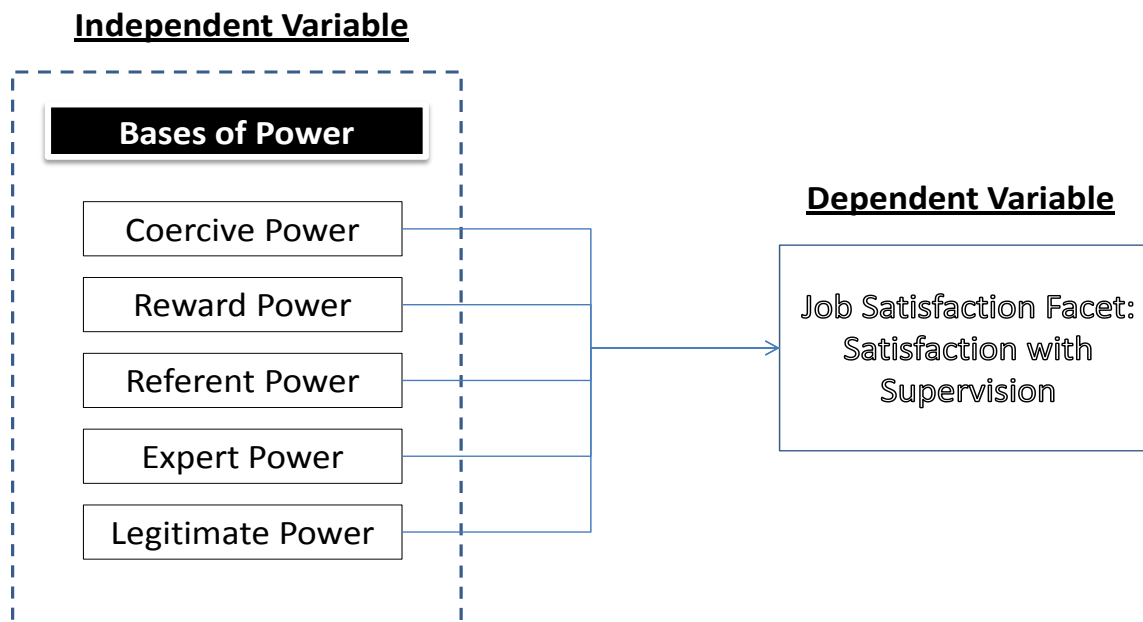 Independent Variable
Bases of Power
Coercive Power
Reward Power
Referent Power
Expert Power
Legitimate Power
Dependent Variable
Job Satisfaction Facet:
Satisfaction with
Supervision